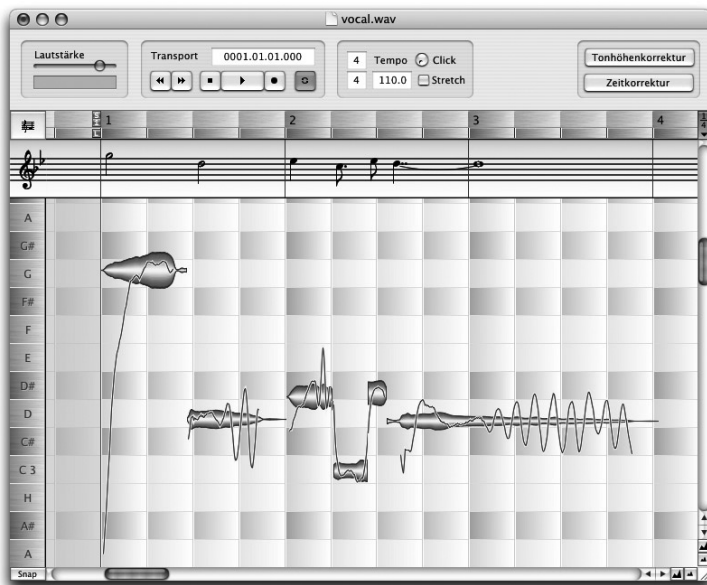 vocal.wav
Lautstärke
Transport 0001.01.01.000
4 Tempo Click
4 110.0 Stretch
Tonhöhenkorrektur
Zeitkorrektur
1 2 3 4
A
G#
G
F#
F
E
D#
D
C#
C 3
H
A#
A
Snap